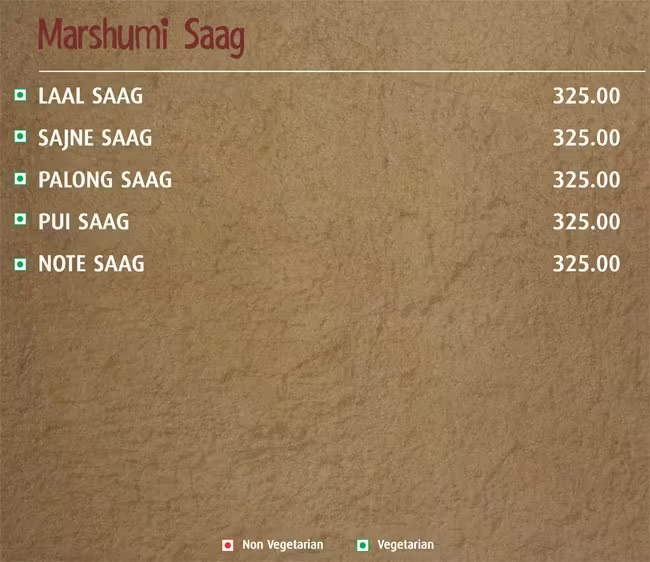 Marshumi Saag
LAAL SAAG 325.00
SAJNE SAAG 325.00
PALONG SAAG 325.00
PUI SAAG 325.00
NOTE SAAG 325.00
Non Vegetarian Vegetarian